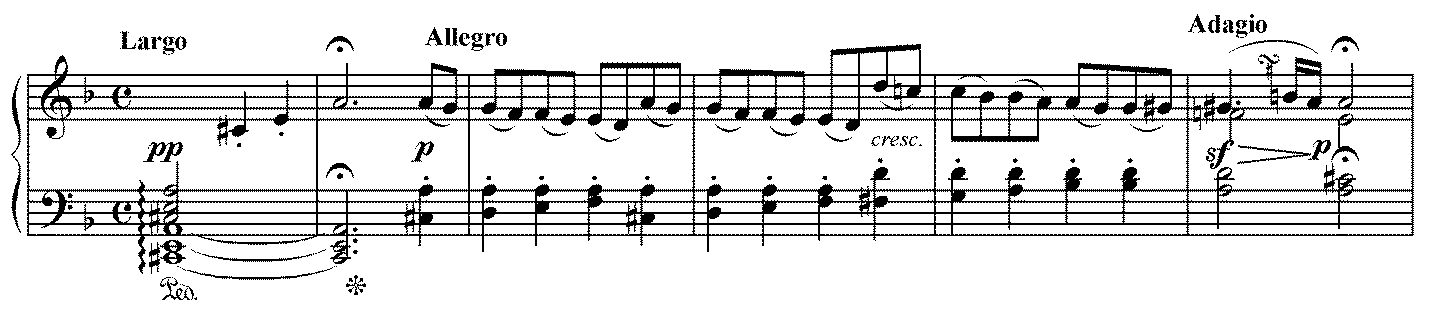 Largo
Allegro
Adagio
pp
p
cresc.
sf
p
Ped.